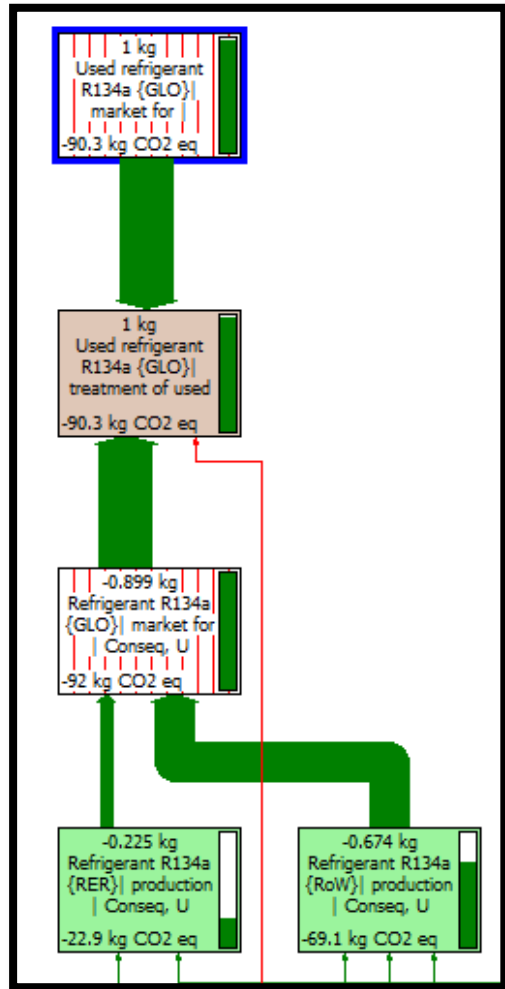 1 kg
Used refrigerant
R134a {GLO}|
market for |
-90.3 kg CO2 eq
1 kg
Used refrigerant
R134a {GLO}|
treatment of used
-90.3 kg CO2 eq
-0.899 kg
Refrigerant R134a
{GLO}| market for
| Conseq, U
-92 kg CO2 eq
-0.225 kg
Refrigerant R134a
{RER}| production
| Conseq, U
-22.9 kg CO2 eq
-0.674 kg
Refrigerant R134a
{RoW}| production
| Conseq, U
-69.1 kg CO2 eq